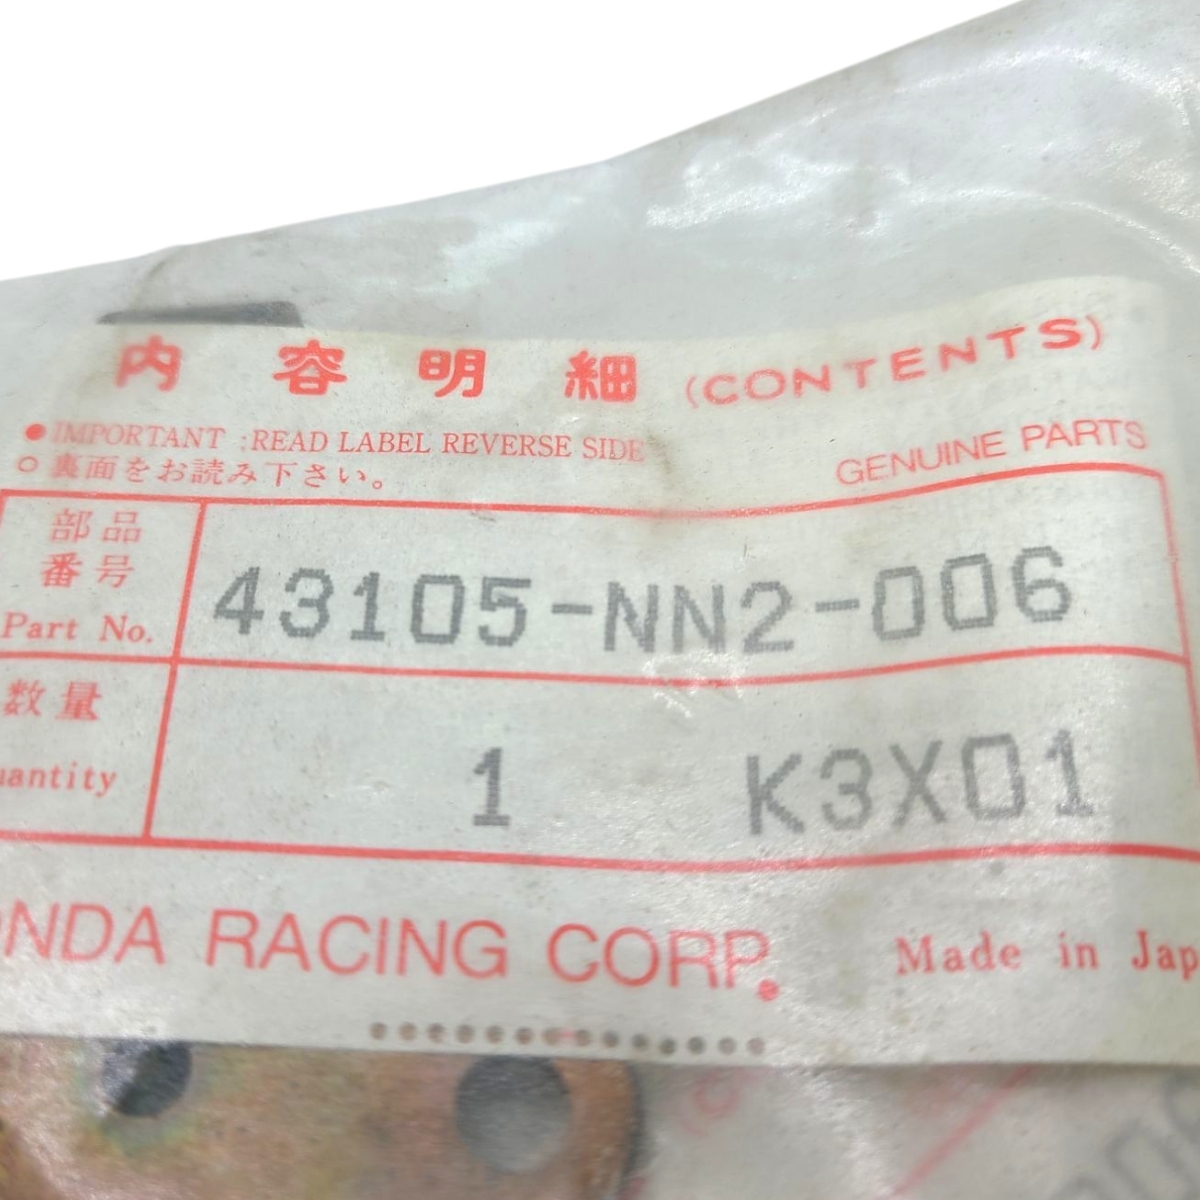 内容明細 (CONTENTS)
●IMPORTANT :READ LABEL REVERSE SIDE
○裏面をお読み下さい。
GENUINE PARTS
部品
番号
Part No.
43105-NN2-006
数量
uantity
1 K3X01
ONDA RACING CORP.
Made in Jap